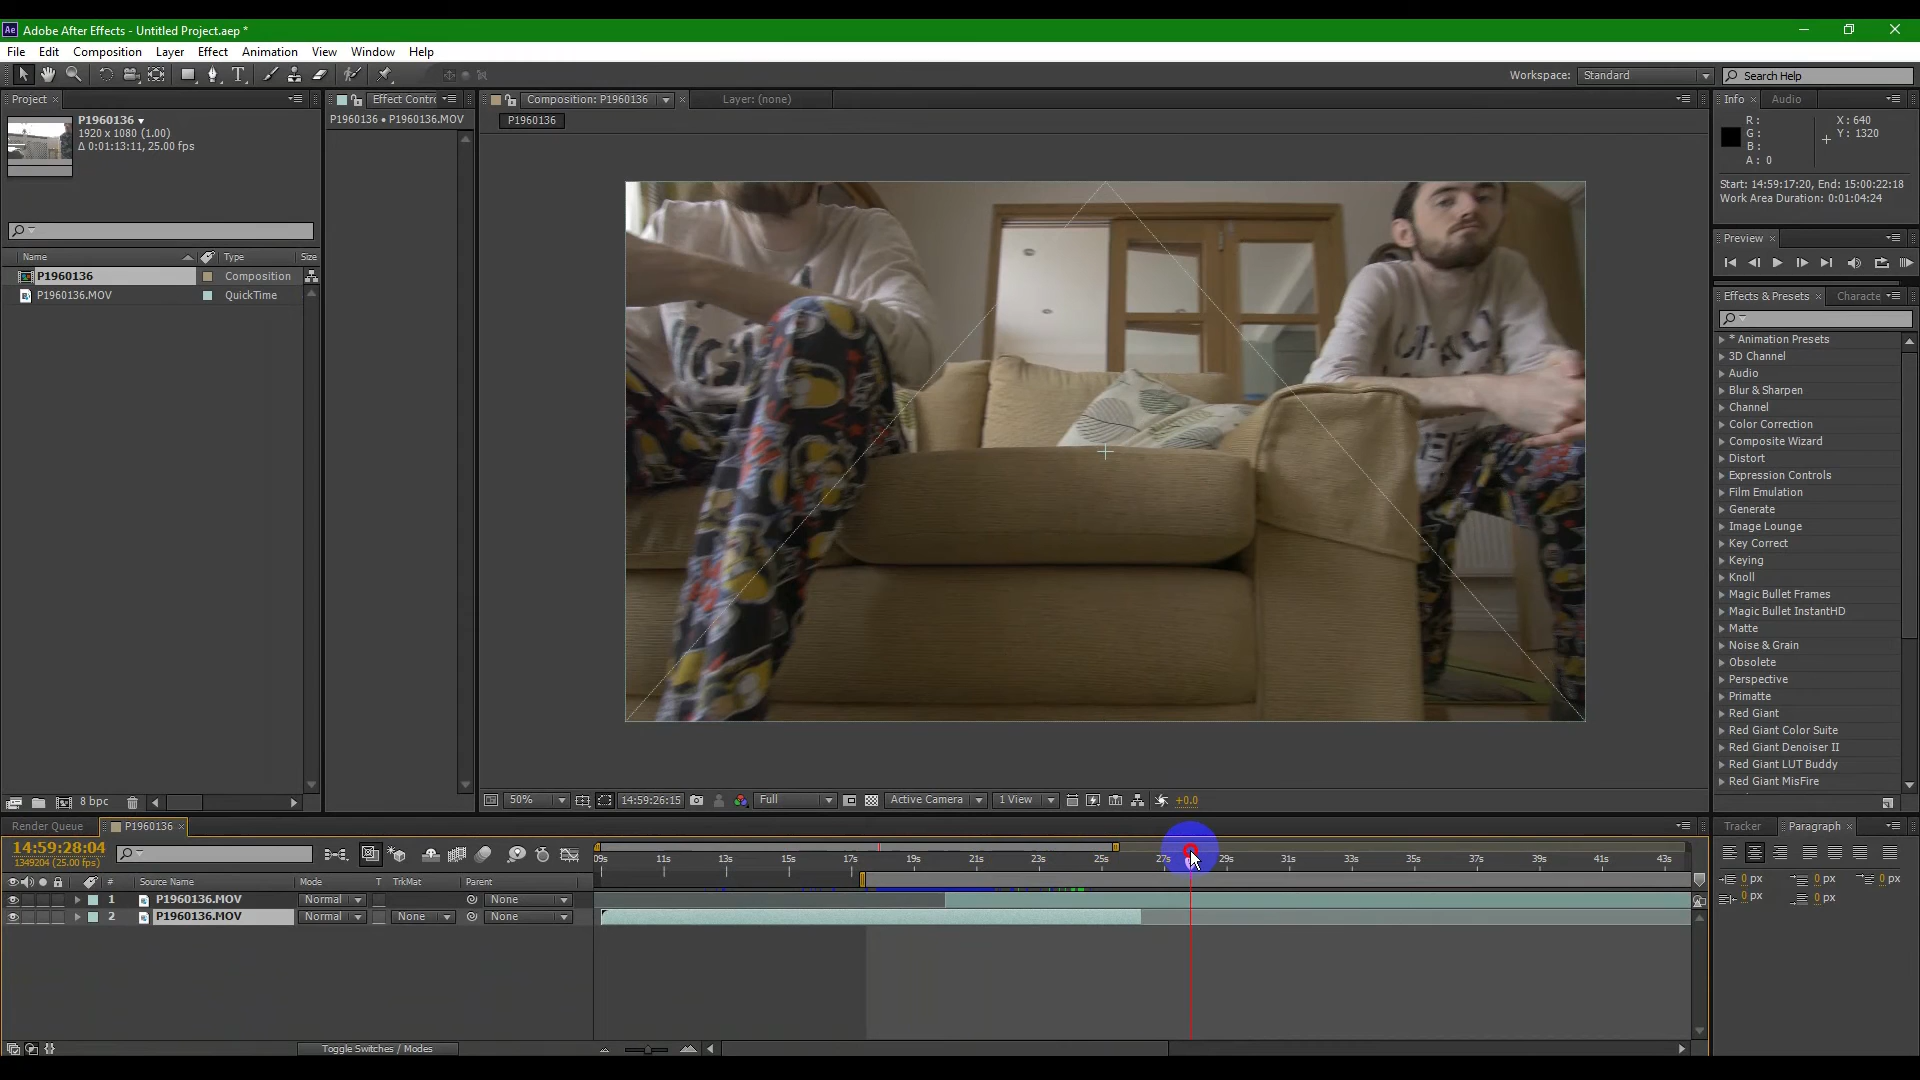 Adobe After Effects - Untitled Project.aep *
File Edit Composition Layer Effect Animation View Window Help
Workspace: Standard Search Help
Project
P1960136
1920 x 1080 (1.00)
Δ 0:01:13:11, 25.00 fps
Name Type Size
P1960136 Composition
P1960136.MOV QuickTime
8 bpc
Effect Contro
P1960136 • P1960136.MOV
Composition: P1960136 Layer: (none)
P1960136
50% 14:59:26:15 Full Active Camera 1 View +0.0
Info Audio
R: X: 640
G: Y: 1320
B:
A: 0
Start: 14:59:17:20, End: 15:00:22:18
Work Area Duration: 0:01:04:24
Preview
Effects & Presets Characte
* Animation Presets
3D Channel
Audio
Blur & Sharpen
Channel
Color Correction
Composite Wizard
Distort
Expression Controls
Film Emulation
Generate
Image Lounge
Key Correct
Keying
Knoll
Magic Bullet Frames
Magic Bullet InstantHD
Matte
Noise & Grain
Obsolete
Perspective
Primatte
Red Giant
Red Giant Color Suite
Red Giant Denoiser II
Red Giant LUT Buddy
Red Giant MisFire
Render Queue P1960136
14:59:28:04
1349204 (25.00 fps)
09s 11s 13s 15s 17s 19s 21s 23s 25s 27s 29s 31s 33s 35s 37s 39s 41s 43s
# Source Name Mode T TrkMat Parent
1 P1960136.MOV Normal None
2 P1960136.MOV Normal None None
Toggle Switches / Modes
Tracker Paragraph
0 px 0 px 0 px
0 px 0 px